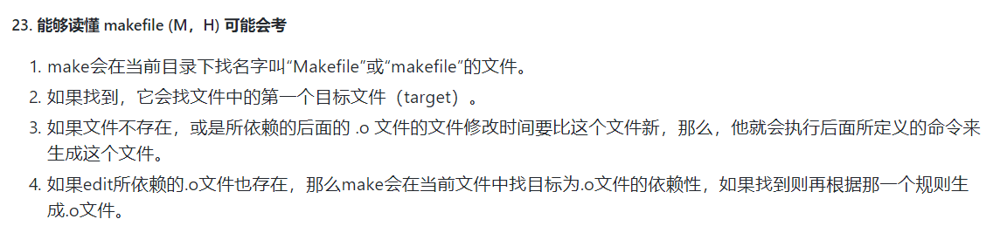 23. 能够读懂 makefile (M，H) 可能会考
1. make会在当前目录下找名字叫“Makefile”或“makefile”的文件。
2. 如果找到，它会找文件中的第一个目标文件（target）。
3. 如果文件不存在，或是所依赖的后面的 .o 文件的文件修改时间要比这个文件新，那么，他就会执行后面所定义的命令来
生成这个文件。
4. 如果edit所依赖的.o文件也存在，那么make会在当前文件中找目标为.o文件的依赖性，如果找到则再根据那一个规则生
成.o文件。